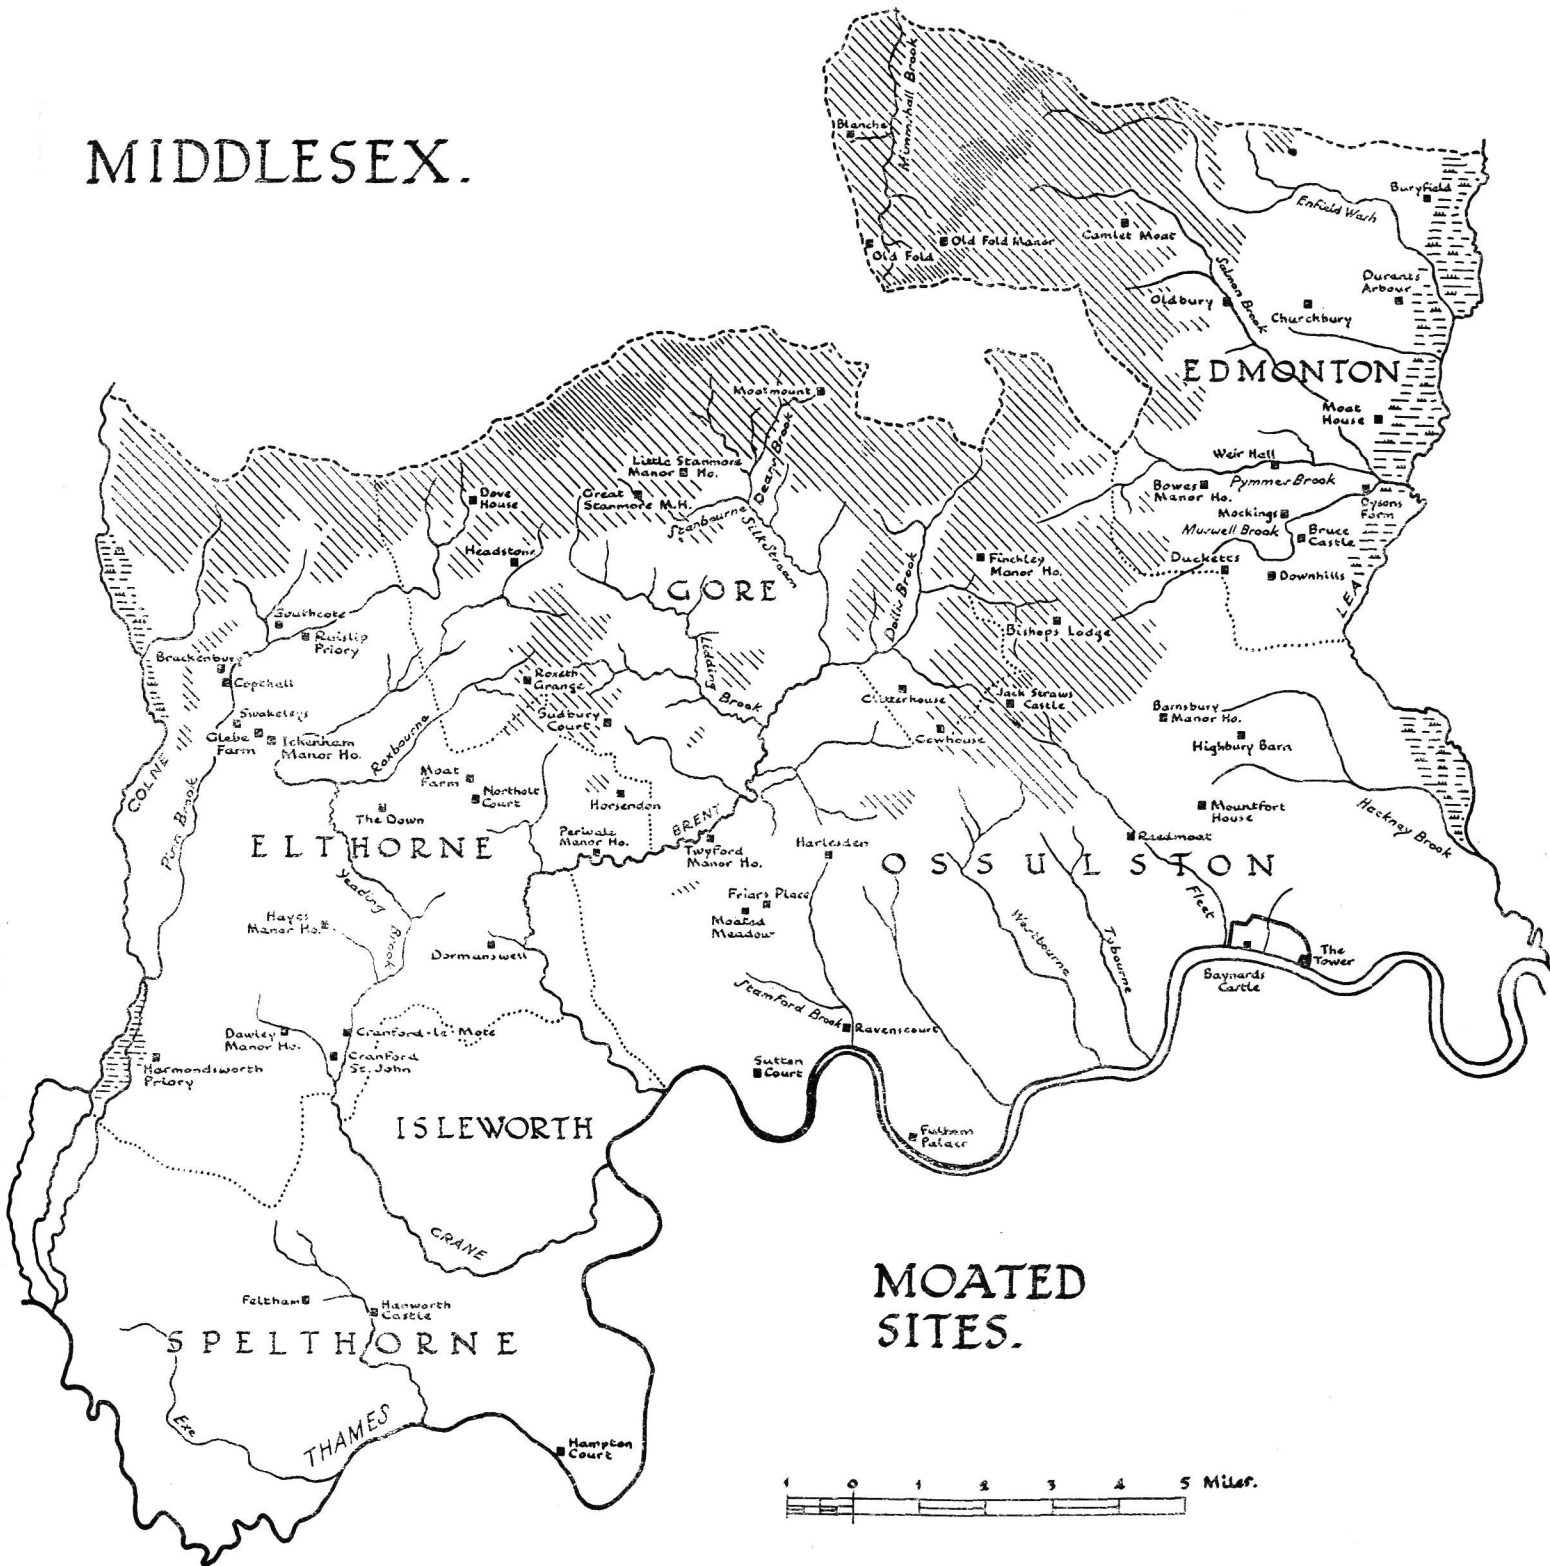 MIDDLESEX.
Mimmshall Brook
Blanche
Buryfield
Enfield Wash
Old Fold
Old Fold Manor
Camlet Moat
Salmon Brook
Durants
Arbour
Oldbury
Churchbury
EDMONTON
Moat
House
Moatmount
Deans Brook
Little Stanmore
Manor Ho.
Great
Stanmore M.H.
Stanbourne
Silk Stream
Dove
House
Headstone
Weir Hall
Pymmes Brook
Bowes
Manor Ho.
Mockings
Dysons
Farm
Muswell Brook
Bruce
Castle
Ducketts
Downhills
LEA
Finchley
Manor Ho.
GORE
Dollis Brook
Bishops Lodge
Southcote
Ruislip
Priory
Brackenbury
Copthall
Lidding
Brook
Roxeth
Grange
Sudbury
Court
Clitterhouse
Jack Straws
Castle
Cowhouse
Barnsbury
Manor Ho.
Highbury Barn
Swakeleys
Glebe
Farm
Ickenham
Manor Ho.
Roxbourne
COLNE
Pinn Brook
Moat
Farm
Northolt
Court
The Down
Horsendon
BRENT
Perivale
Manor Ho.
Twyford
Manor Ho.
Harlesden
Mountfort
House
Hackney Brook
Reedmoat
ELTHORNE
OSSULSTON
Yeading
Brook
Friars Place
Moated
Meadow
Hayes
Manor Ho.
Dormanswell
Westbourne
Tybourne
Fleet
The
Tower
Baynards
Castle
Stamford Brook
Ravenscourt
Dawley
Manor Ho.
Cranford-le-Mote
Cranford
St. John
Harmondsworth
Priory
Sutton
Court
ISLEWORTH
Fulham
Palace
CRANE
MOATED
SITES.
Feltham
Hanworth
Castle
SPELTHORNE
Exe
THAMES
Hampton
Court
1 0 1 2 3 4 5 Miles.